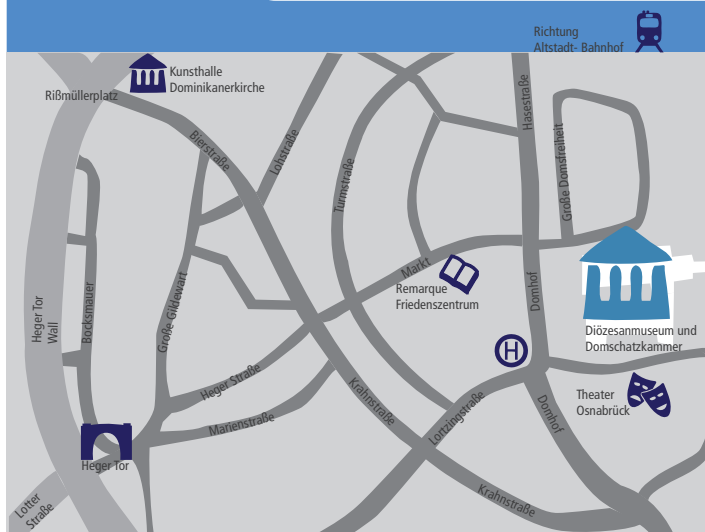 Richtung
Altstadt- Bahnhof
Kunsthalle
Dominikanerkirche
Rißmüllerplatz
Bierstraße
Lohstraße
Turmstraße
Hasestraße
Große Domsfreiheit
Markt
Remarque
Friedenszentrum
Domhof
Diözesanmuseum und
Domschatzkammer
H
Heger Tor
Wall
Bocksmauer
Große Gildewart
Heger Straße
Marienstraße
Krahnstraße
Lortzingstraße
Domhof
Theater
Osnabrück
Heger Tor
Krahnstraße
Lotter
Straße